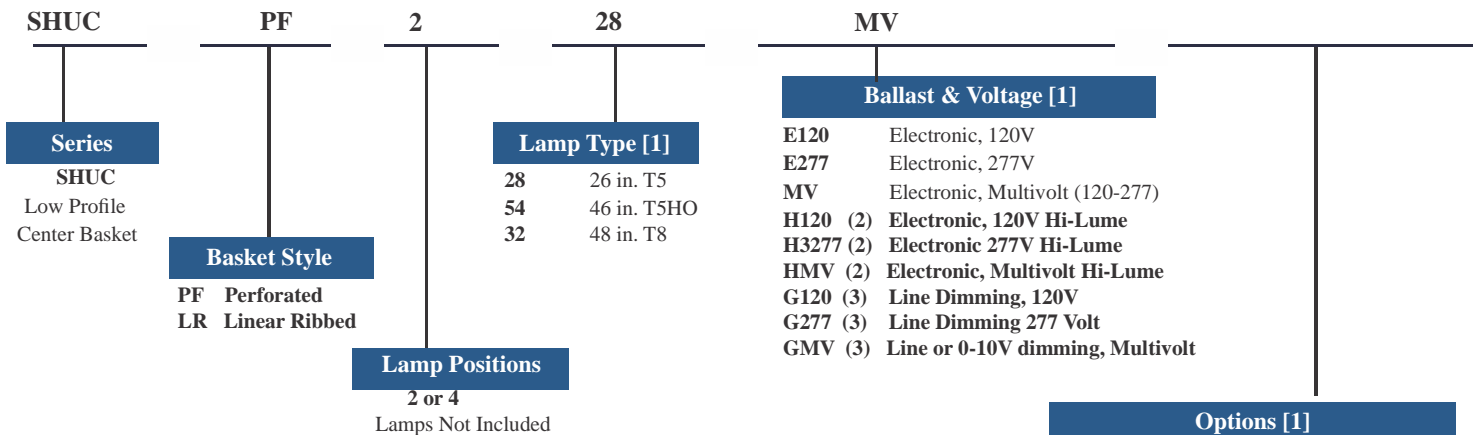 SHUC PF 2 28 MV
Series
SHUC
Low Profile
Center Basket
Basket Style
PF Perforated
LR Linear Ribbed
Lamp Positions
2 or 4
Lamps Not Included
Lamp Type [1]
28 26 in. T5
54 46 in. T5HO
32 48 in. T8
Ballast & Voltage [1]
E120 Electronic, 120V
E277 Electronic, 277V
MV Electronic, Multivolt (120-277)
H120 (2) Electronic, 120V Hi-Lume
H3277 (2) Electronic 277V Hi-Lume
HMV (2) Electronic, Multivolt Hi-Lume
G120 (3) Line Dimming, 120V
G277 (3) Line Dimming 277 Volt
GMV (3) Line or 0-10V dimming, Multivolt
Options [1]